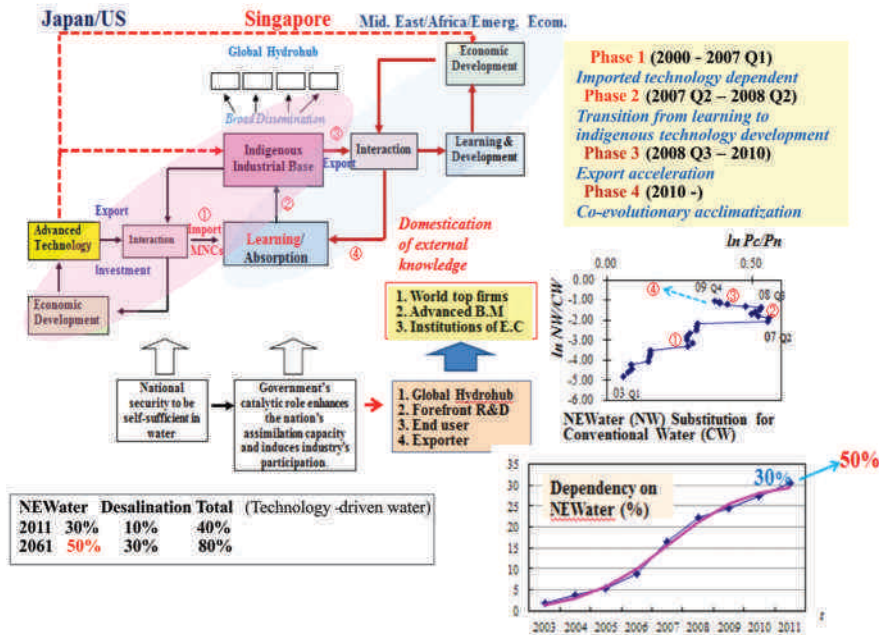 Japan/US
Singapore
Mid. East/Africa/Emerg. Ecom.
Global Hydrohub
Broad Dissemination
Economic
Development
Indigenous
Industrial Base
③
Export
Interaction
Learning &
Development
②
Advanced
Technology
Export
Investment
Interaction
①
Import
MNCs
Learning/
Absorption
④
Economic
Development
Domestication
of external
knowledge
1. World top firms
2. Advanced B.M
3. Institutions of E.C
National
security to be
self-sufficient in
water
Government's
catalytic role enhances
the nation's
assimilation capacity
and induces industry's
participation
1. Global Hydrohub
2. Forefront R&D
3. End user
4. Exporter
Phase 1 (2000 - 2007 Q1)
Imported technology dependent
Phase 2 (2007 Q2 – 2008 Q2)
Transition from learning to
indigenous technology development
Phase 3 (2008 Q3 – 2010)
Export acceleration
Phase 4 (2010 -)
Co-evolutionary acclimatization
ln Pc/Pn
0.00
0.50
0.00
-1.00
-2.00
-3.00
-4.00
-5.00
-6.00
ln NW/CW
④
09 Q4
③
08 Q3
②
07 Q2
①
03 Q1
NEWater (NW) Substitution for
Conventional Water (CW)
NEWater Desalination Total (Technology -driven water)
2011 30% 10% 40%
2061 50% 30% 80%
Dependency on
NEWater (%)
30%
50%
35
30
25
20
15
10
5
0
2003 2004 2005 2006 2007 2008 2009 2010 2011
t